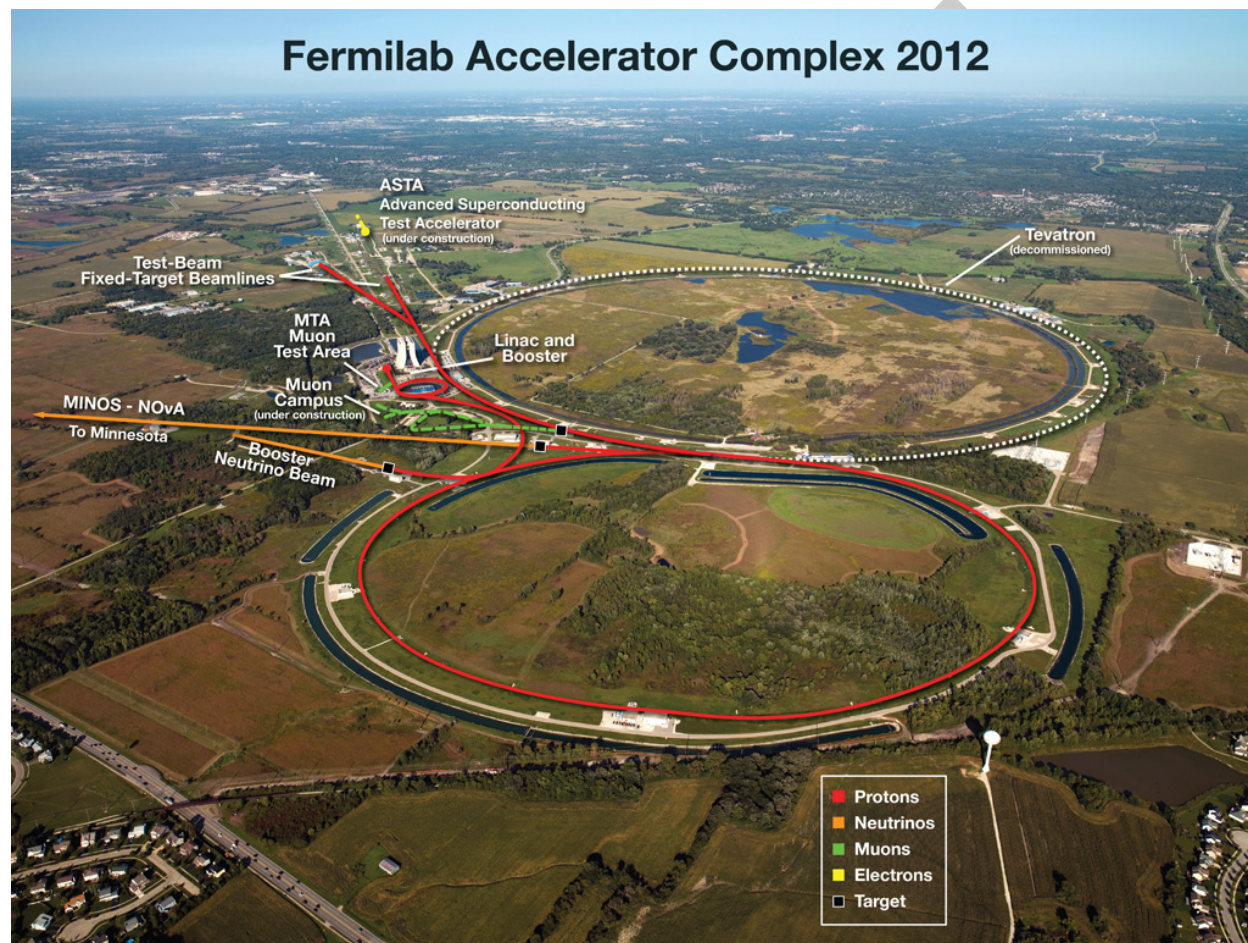 Fermilab Accelerator Complex 2012
ASTA
Advanced Superconducting
Test Accelerator
(under construction)
Tevatron
(decommissioned)
Test-Beam
Fixed-Target Beamlines
MTA
Muon
Test Area
Linac and
Booster
Muon
Campus
(under construction)
MINOS - NOvA
To Minnesota
Booster
Neutrino Beam
Protons
Neutrinos
Muons
Electrons
Target